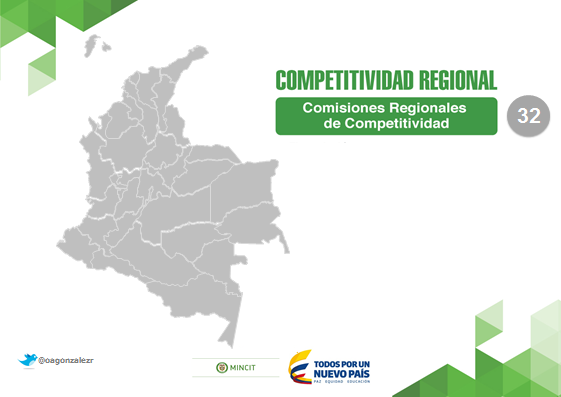 COMPETITIVIDAD REGIONAL
Comisiones Regionales
de Competitividad
32
@oagonzalezr
MINCIT
TODOS POR UN
NUEVO PAÍS
PAZ EQUIDAD EDUCACIÓN